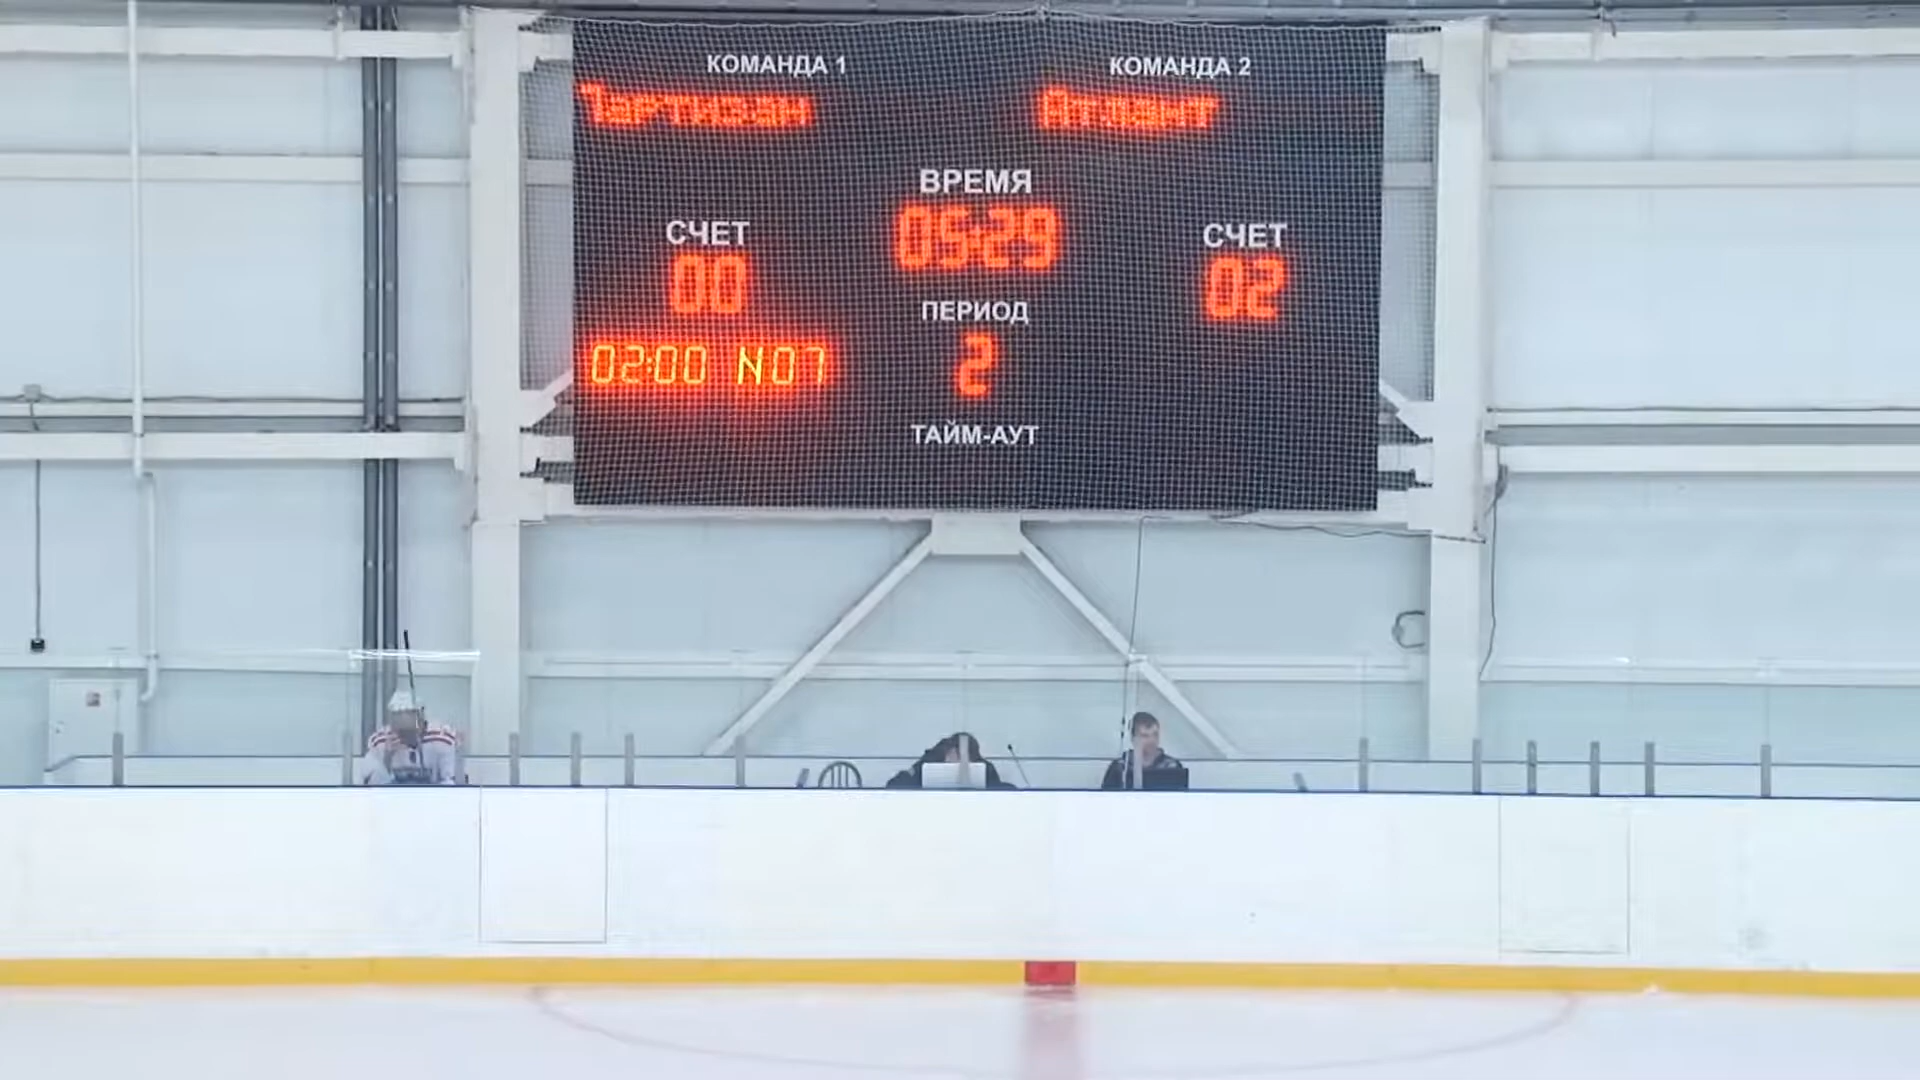 КОМАНДА 1
КОМАНДА 2
Партизан
Атлант
ВРЕМЯ
05:29
СЧЕТ
00
СЧЕТ
02
ПЕРИОД
2
02:00 N07
ТАЙМ-АУТ